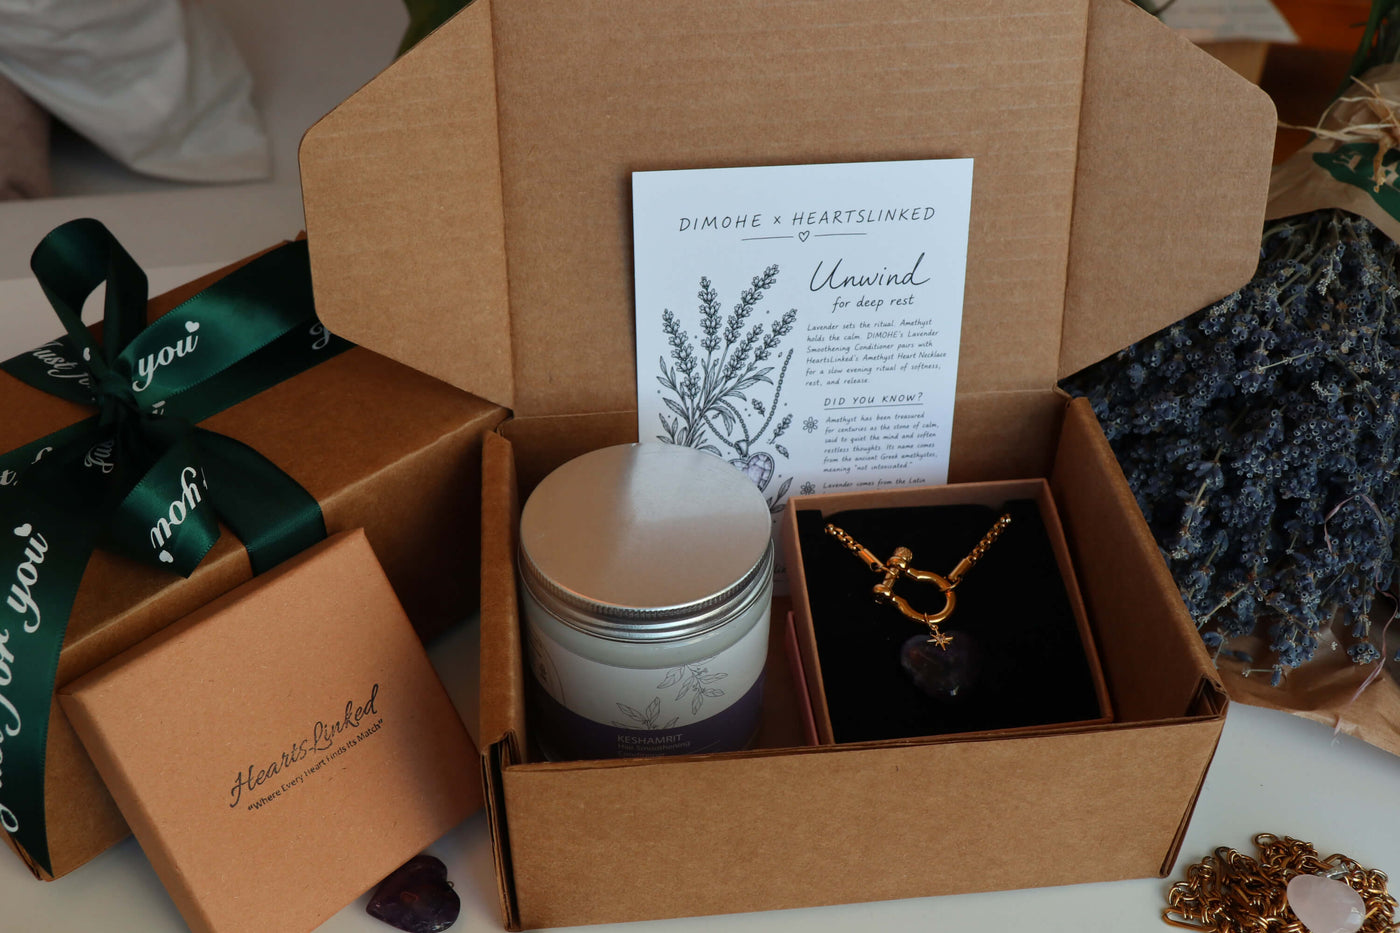 DIMOHE x HEARTSLINKED
Unwind
for deep rest
Lavender sets the ritual. Amethyst
holds the calm. DIMOHE's Lavender
Smoothening Conditioner pairs with
HeartsLinked's Amethyst Heart Necklace
for a slow evening ritual of softness,
rest, and release.
DID YOU KNOW?
Amethyst has been treasured
for centuries as the stone of calm,
said to quiet the mind and soften
restless thoughts. Its name comes
from the ancient Greek amethystos,
meaning "not intoxicated."
Lavender comes from the Latin
KESHAMRIT
Hair Smoothening
Conditioner
HeartsLinked
"Where Every Heart Finds Its Match"
you
you
Just for you